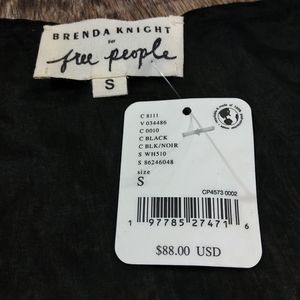 BRENDA KNIGHT
FOR
free people
S
C 8111
V 034486
C 0010
C BLACK
C BLK/NOIR
S WH510
S 86246048
size
S
CP4573 0002
1 97785 27471 6
$88.00 USD